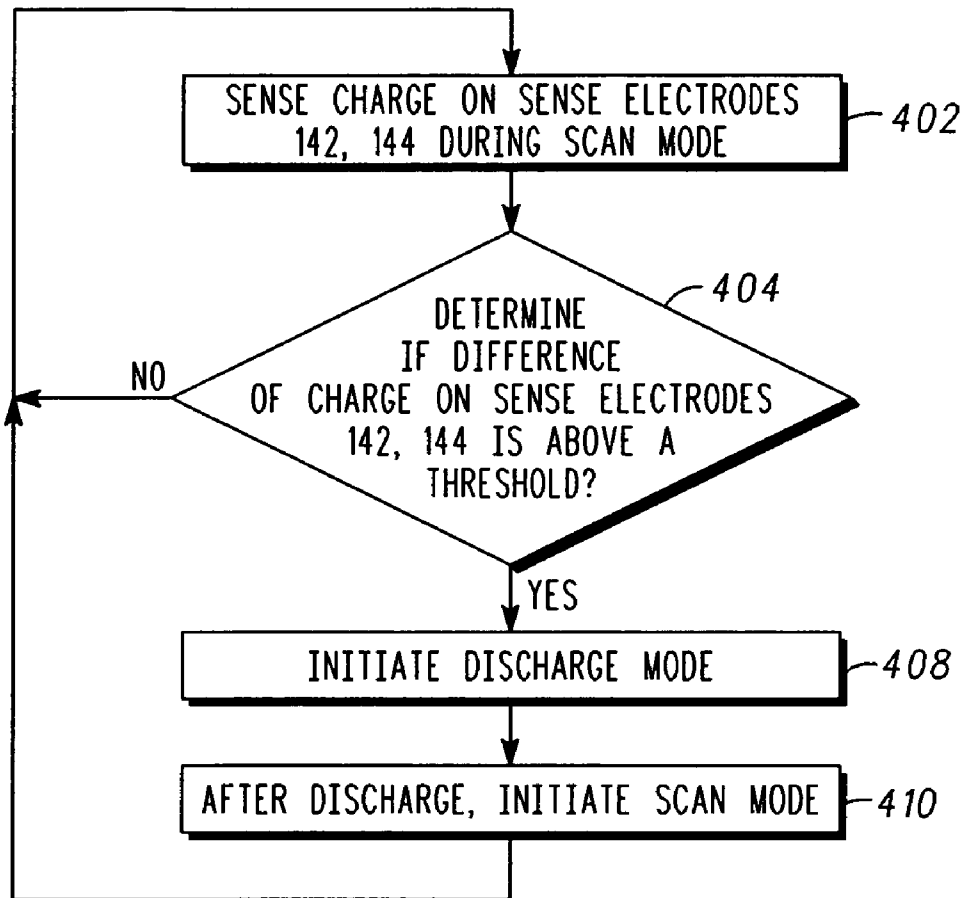 SENSE CHARGE ON SENSE ELECTRODES
142, 144 DURING SCAN MODE
402
404
DETERMINE
IF DIFFERENCE
OF CHARGE ON SENSE ELECTRODES
142, 144 IS ABOVE A
THRESHOLD?
NO
YES
INITIATE DISCHARGE MODE
408
AFTER DISCHARGE, INITIATE SCAN MODE
410